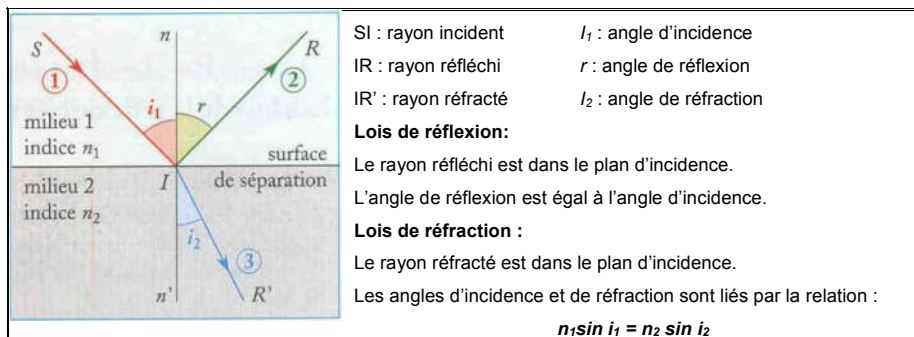 S
n
R
①
②
i₁
r
milieu 1
indice n₁
surface
de séparation
milieu 2
indice n₂
I
i₂
③
n'
R'
SI : rayon incident I₁ : angle d'incidence
IR : rayon réfléchi r : angle de réflexion
IR' : rayon réfracté I₂ : angle de réfraction
Lois de réflexion:
Le rayon réfléchi est dans le plan d'incidence.
L'angle de réflexion est égal à l'angle d'incidence.
Lois de réfraction :
Le rayon réfracté est dans le plan d'incidence.
Les angles d'incidence et de réfraction sont liés par la relation :
n₁sin i₁ = n₂ sin i₂